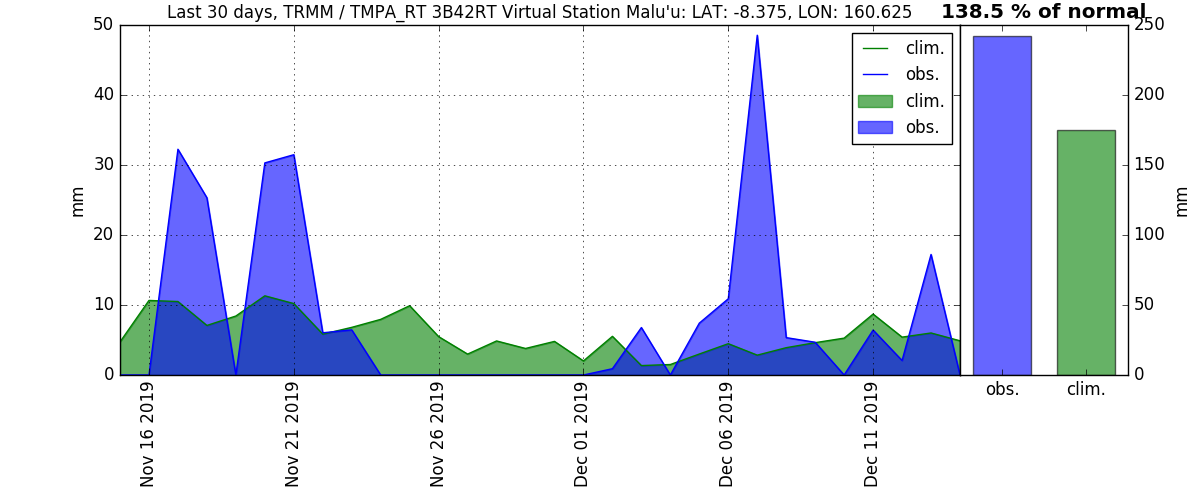 Last 30 days, TRMM / TMPA_RT 3B42RT Virtual Station Malu'u: LAT: -8.375, LON: 160.625
138.5 % of normal
50
40
30
20
10
0
mm
clim.
obs.
clim.
obs.
250
200
150
100
50
0
mm
Nov 16 2019
Nov 21 2019
Nov 26 2019
Dec 01 2019
Dec 06 2019
Dec 11 2019
obs.
clim.